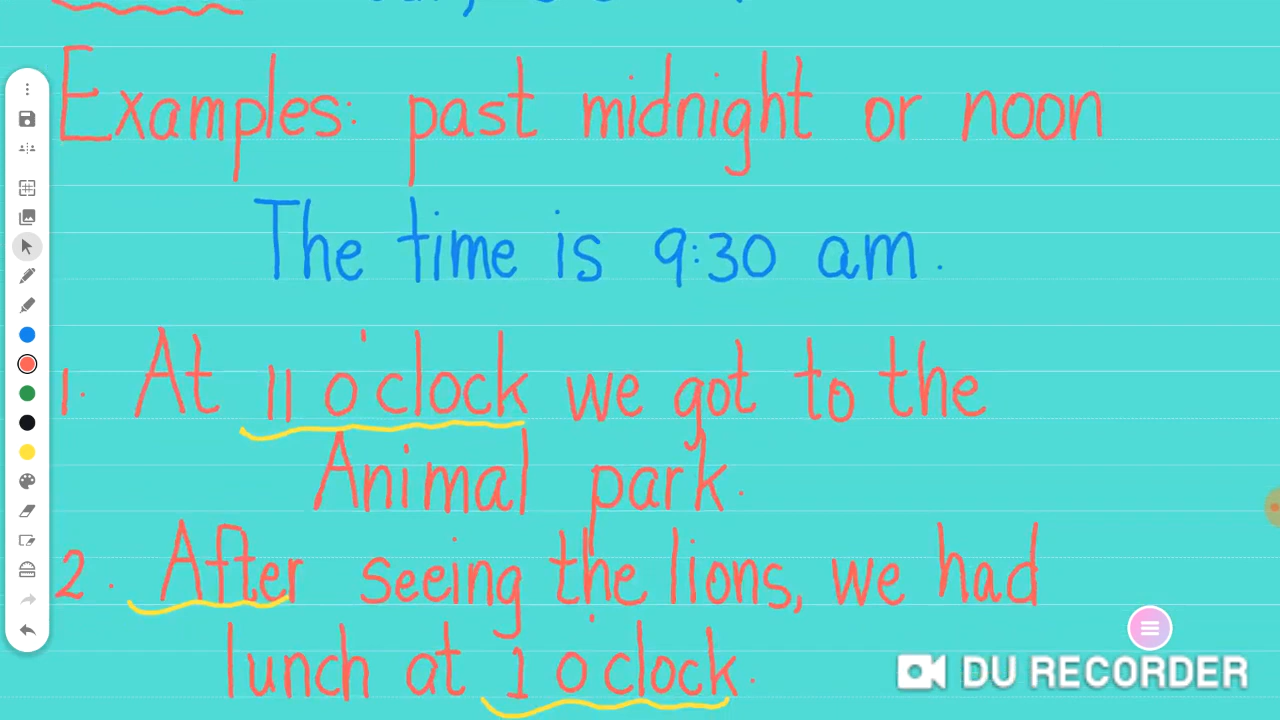 Examples: past midnight or noon
The time is 9:30 am.
1. At 11 o'clock we got to the
Animal park.
2. After seeing the lions, we had
lunch at 1 o'clock.
DU RECORDER